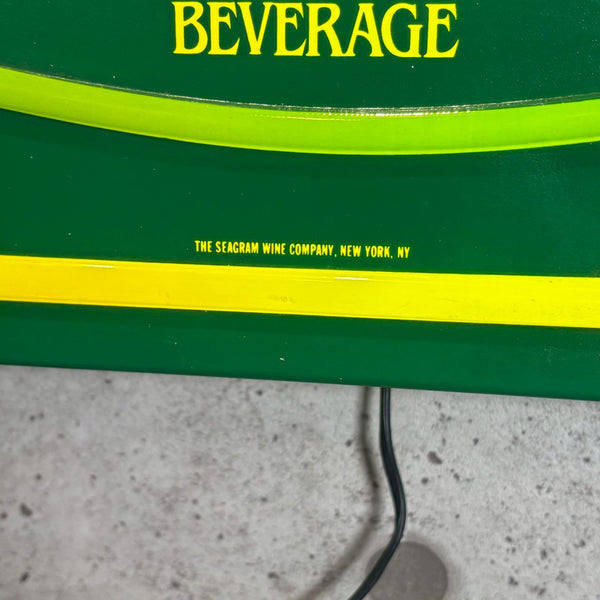 BEVERAGE
THE SEAGRAM WINE COMPANY, NEW YORK, NY